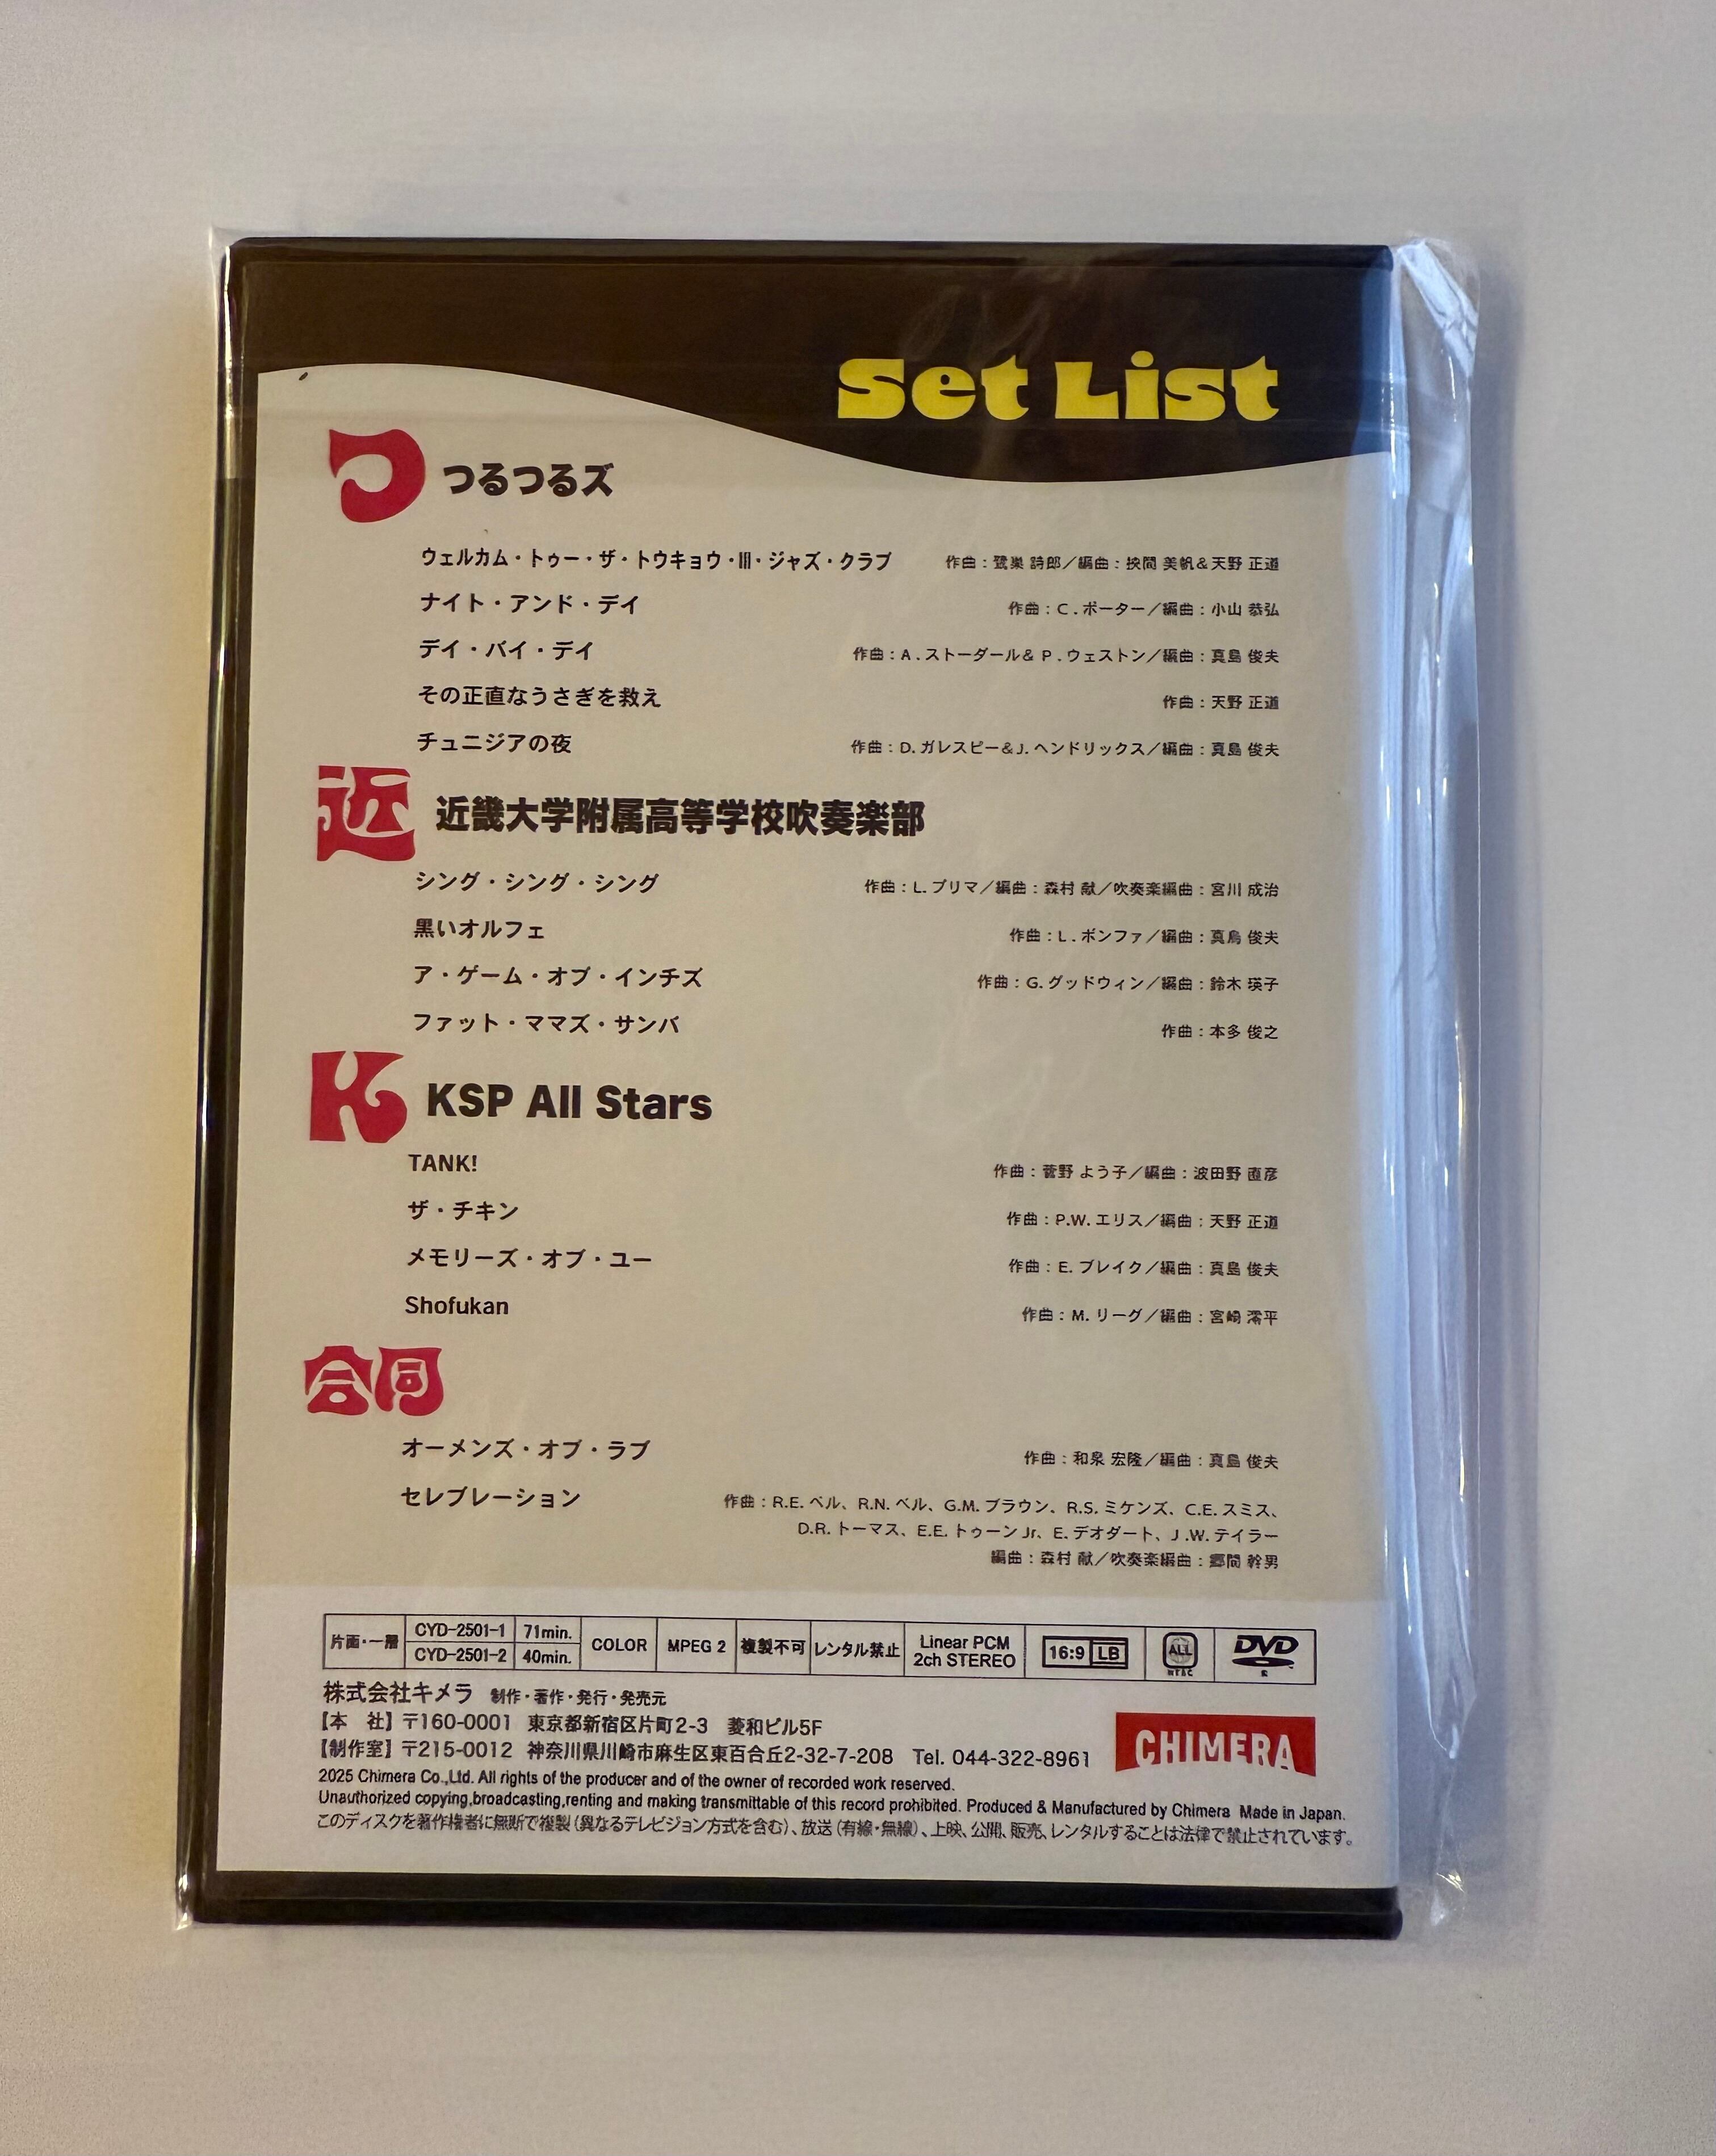 Set List
つ つるつるズ
ウェルカム・トゥー・ザ・トウキョウ・III・ジャズ・クラブ 作曲：鷺巣 詩郎／編曲：挾間 美帆＆天野 正道
ナイト・アンド・デイ 作曲：C．ポーター／編曲：小山 恭弘
デイ・バイ・デイ 作曲：A．ストーダール＆ P．ウェストン／編曲：真島 俊夫
その正直なうさぎを救え 作曲：天野 正道
チュニジアの夜 作曲：D. ガレスピー＆J. ヘンドリックス／編曲：真島 俊夫
近 近畿大学附属高等学校吹奏楽部
シング・シング・シング 作曲：L. プリマ／編曲：森村 献／吹奏楽編曲：宮川 成治
黒いオルフェ 作曲：L．ボンファ／編曲：真島 俊夫
ア・ゲーム・オブ・インチズ 作曲：G. グッドウィン／編曲：鈴木 瑛子
ファット・ママズ・サンバ 作曲：本多 俊之
K KSP All Stars
TANK! 作曲：菅野 よう子／編曲：波田野 直彦
ザ・チキン 作曲：P.W. エリス／編曲：天野 正道
メモリーズ・オブ・ユー 作曲：E. ブレイク／編曲：真島 俊夫
Shofukan 作曲：M. リーグ／編曲：宮崎 澪平
合同
オーメンズ・オブ・ラブ 作曲：和泉 宏隆／編曲：真島 俊夫
セレブレーション 作曲：R.E. ベル、R.N. ベル、G.M. ブラウン、R.S. ミケンズ、C.E. スミス、
D.R. トーマス、E.E. トゥーン Jr、E. デオダート、J .W. テイラー
編曲：森村 献／吹奏楽編曲：郷間 幹男
片面・一層 CYD-2501-1 71min. COLOR MPEG 2 複製不可 レンタル禁止 Linear PCM 16:9 LB ALL DVD
CYD-2501-2 40min. 2ch STEREO NTSC R
株式会社キメラ 制作・著作・発行・発売元
【本 社】〒160-0001 東京都新宿区片町2-3 菱和ビル5F
【制作室】〒215-0012 神奈川県川崎市麻生区東百合丘2-32-7-208 Tel. 044-322-8961
CHIMERA
2025 Chimera Co.,Ltd. All rights of the producer and of the owner of recorded work reserved.
Unauthorized copying,broadcasting,renting and making transmittable of this record prohibited. Produced & Manufactured by Chimera Made in Japan.
このディスクを著作権者に無断で複製（異なるテレビジョン方式を含む）、放送（有線・無線）、上映、公開、販売、レンタルすることは法律で禁止されています。